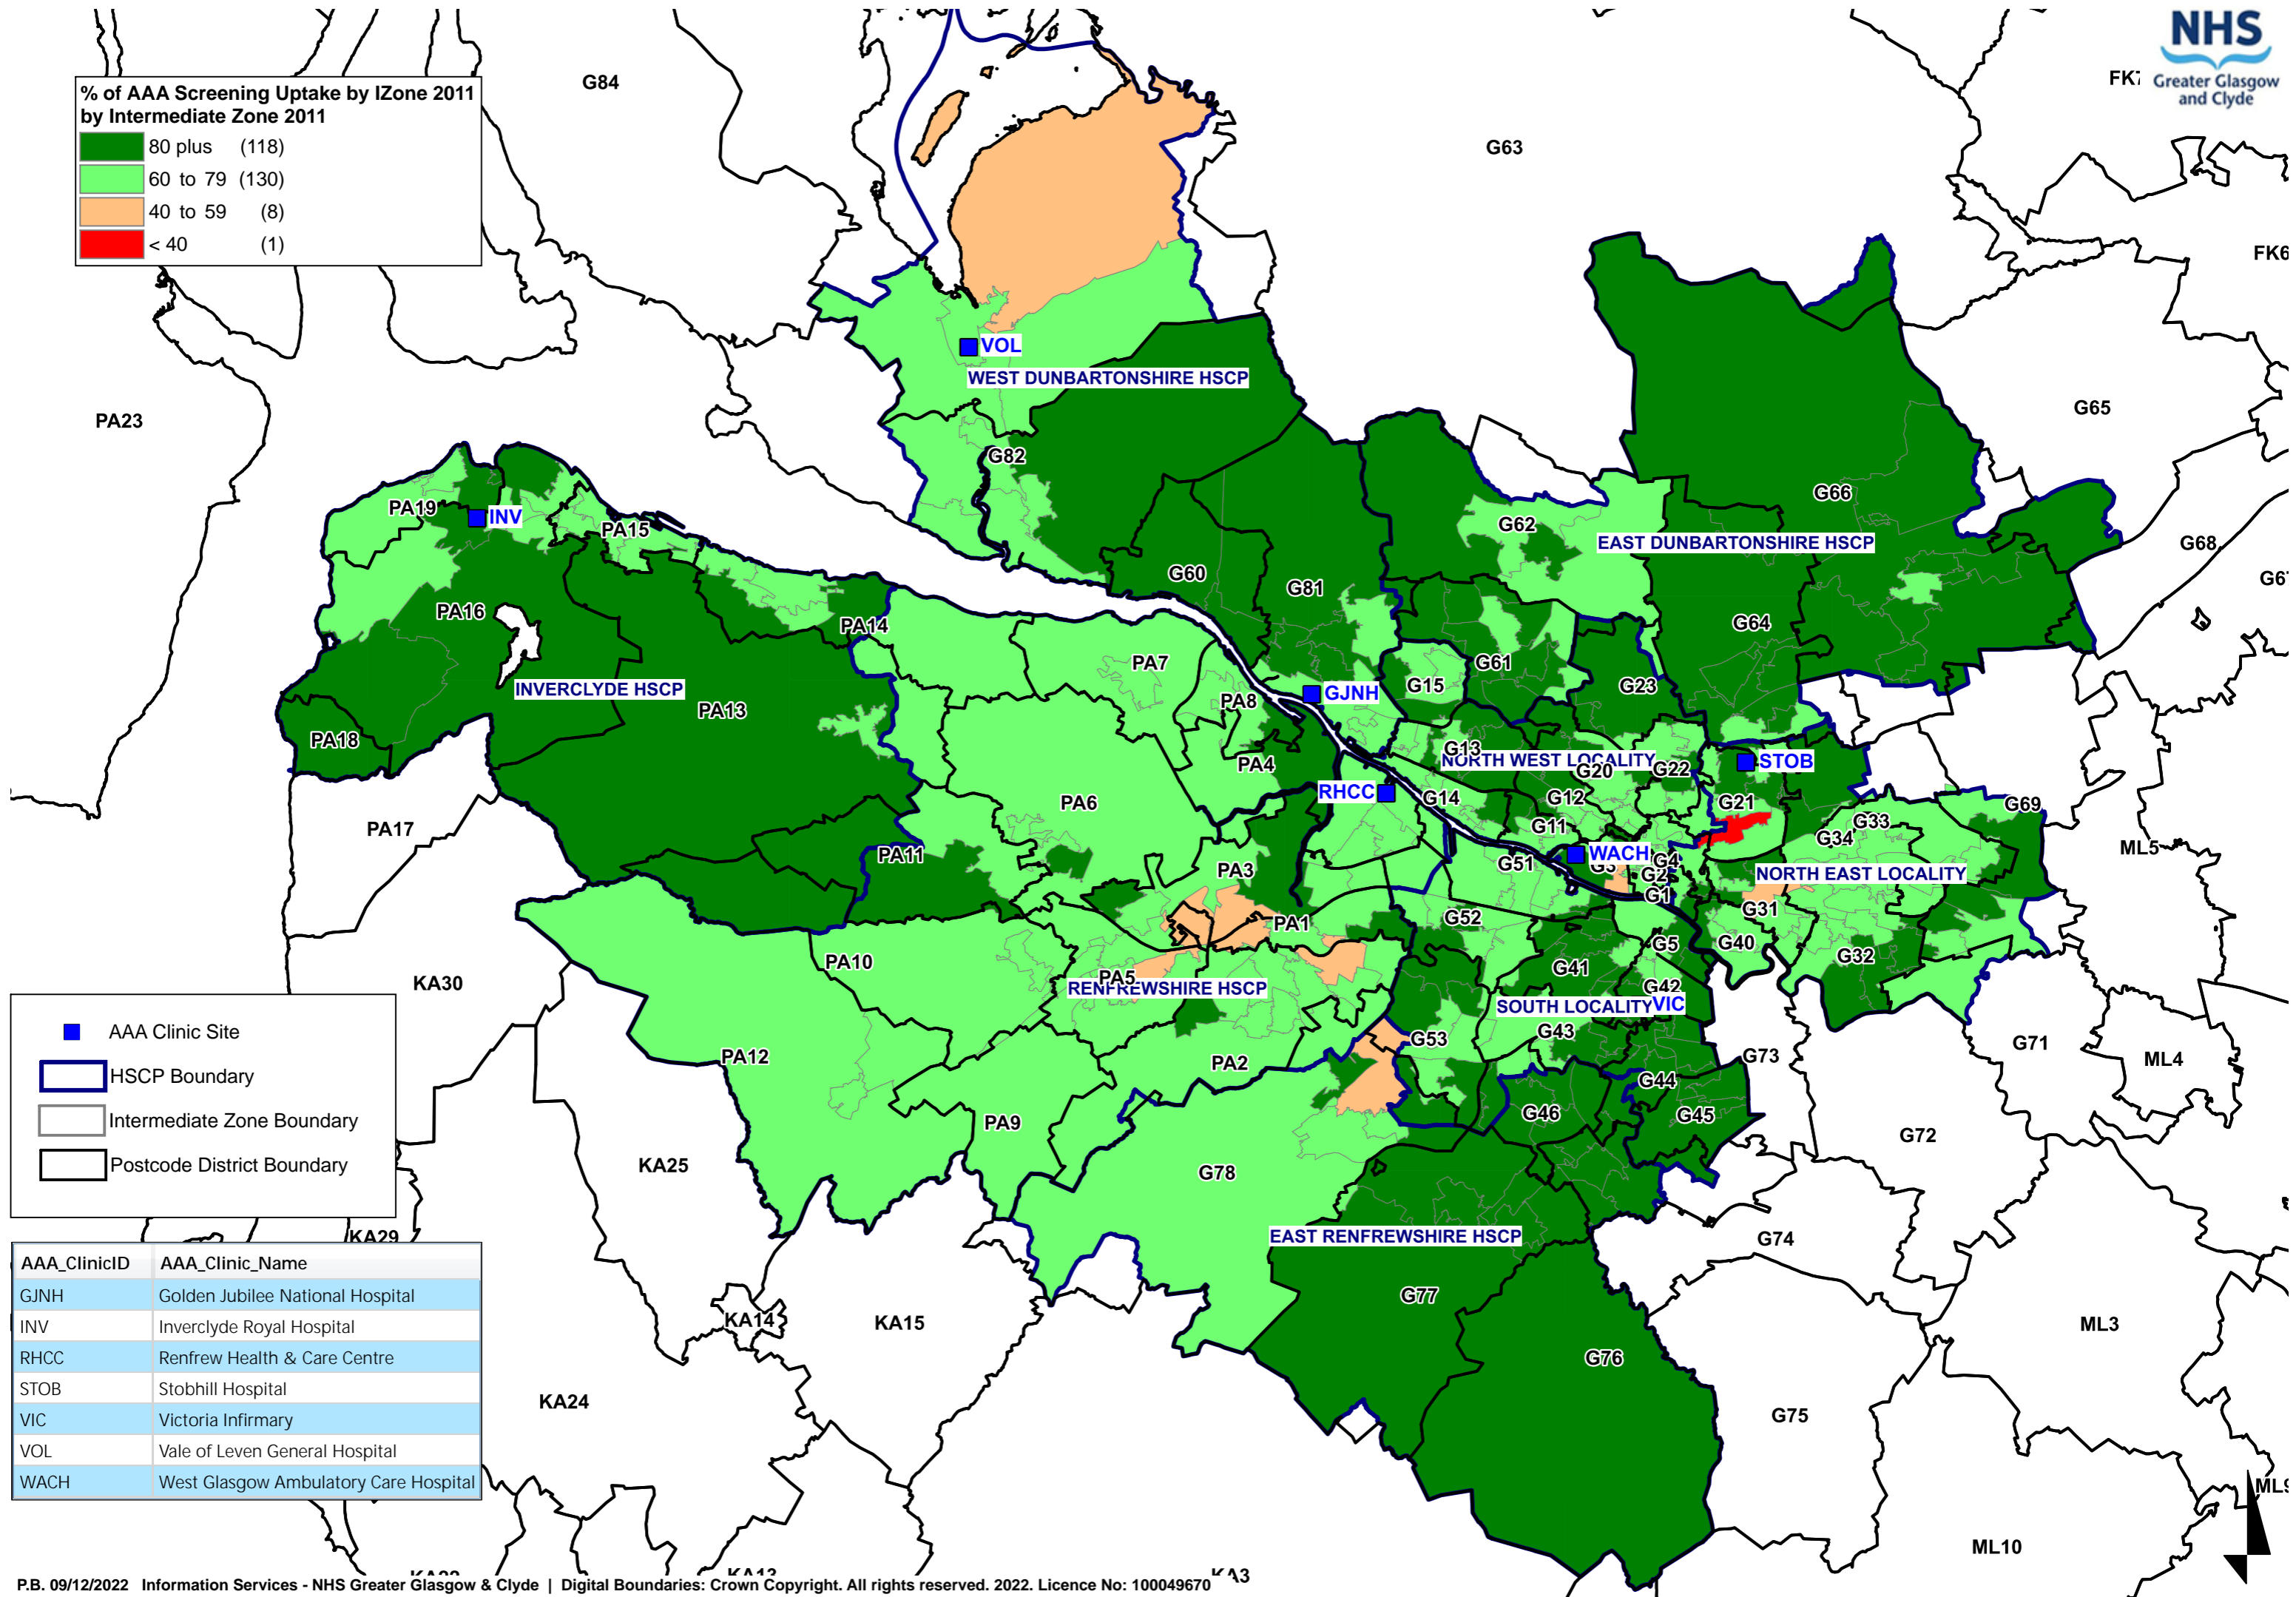 NHS
Greater Glasgow
and Clyde
% of AAA Screening Uptake by IZone 2011
by Intermediate Zone 2011
80 plus (118)
60 to 79 (130)
40 to 59 (8)
< 40 (1)
G84
G63
G65
FK6
G68
PA23
VOL
WEST DUNBARTONSHIRE HSCP
G82
G66
G62
EAST DUNBARTONSHIRE HSCP
PA19
INV
PA15
G60
G81
PA16
PA14
G64
PA7
G61
G15
G23
INVERCLYDE HSCP
PA13
PA8
GJNH
PA18
PA4
G13
NORTH WEST LOCALITY
G20
G22
STOB
RHCC
G14
G12
G21
G69
PA6
PA17
G11
G33
G34
PA11
PA3
G51
WACH
G3
G4
G2
G1
NORTH EAST LOCALITY
ML5
G31
PA1
G52
G5
G40
G32
PA10
PA5
RENFREWSHIRE HSCP
G41
G42
SOUTH LOCALITY
VIC
KA30
G53
G43
G73
G71
ML4
PA12
PA2
G44
G45
G46
PA9
G72
KA25
G78
EAST RENFREWSHIRE HSCP
G74
KA29
G77
KA14
KA15
ML3
G76
KA24
G75
ML10
KA3
AAA Clinic Site
HSCP Boundary
Intermediate Zone Boundary
Postcode District Boundary
AAA_ClinicID AAA_Clinic_Name
GJNH Golden Jubilee National Hospital
INV Inverclyde Royal Hospital
RHCC Renfrew Health & Care Centre
STOB Stobhill Hospital
VIC Victoria Infirmary
VOL Vale of Leven General Hospital
WACH West Glasgow Ambulatory Care Hospital
P.B. 09/12/2022 Information Services - NHS Greater Glasgow & Clyde | Digital Boundaries: Crown Copyright. All rights reserved. 2022. Licence No: 100049670